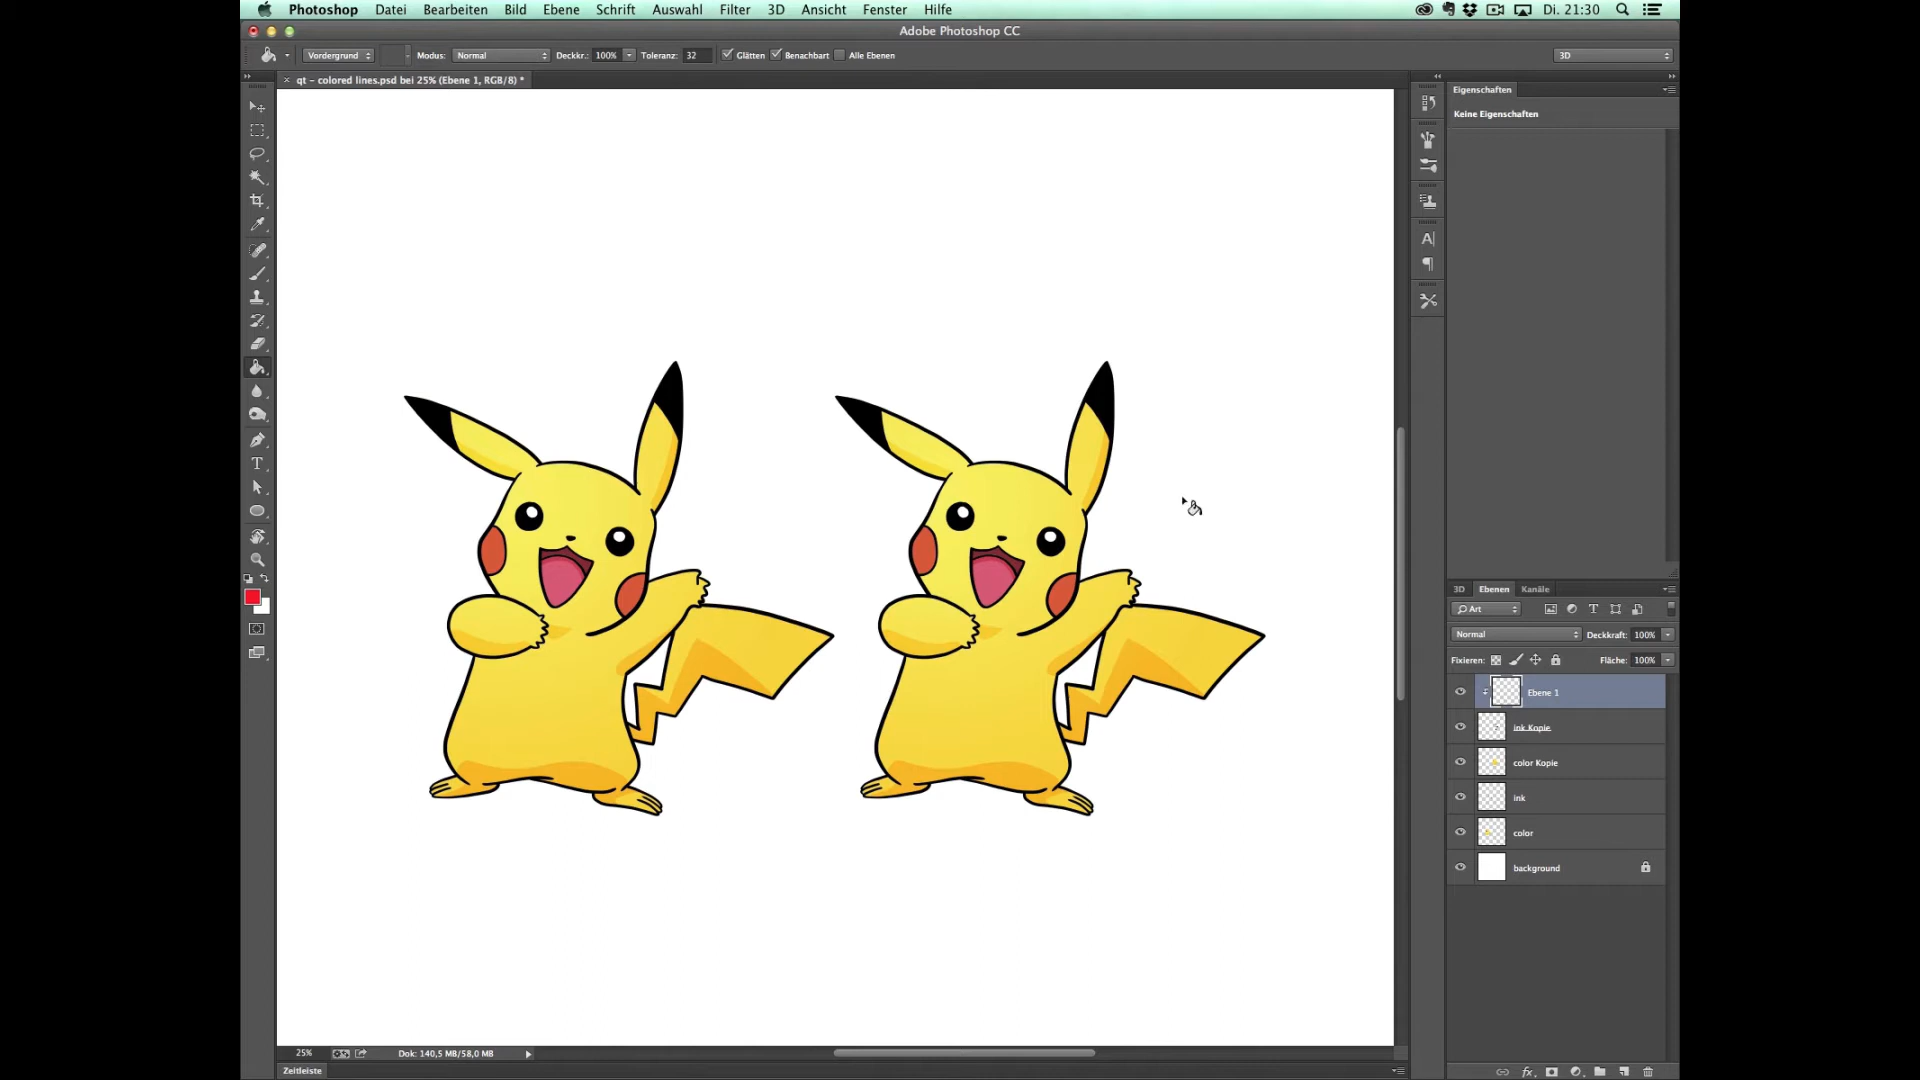 Photoshop Datei Bearbeiten Bild Ebene Schrift Auswahl Filter 3D Ansicht Fenster Hilfe Di. 21:30
Adobe Photoshop CC
Vordergrund Modus: Normal Deckkr.: 100% Toleranz: 32 Glätten Benachbart Alle Ebenen 3D
× qt - colored lines.psd bei 25% (Ebene 1, RGB/8) *
Eigenschaften
Keine Eigenschaften
3D Ebenen Kanäle
Art
Normal Deckkraft: 100%
Fixieren: Fläche: 100%
Ebene 1
ink Kopie
color Kopie
ink
color
background
25% Dok: 140,5 MB/58,0 MB
Zeitleiste